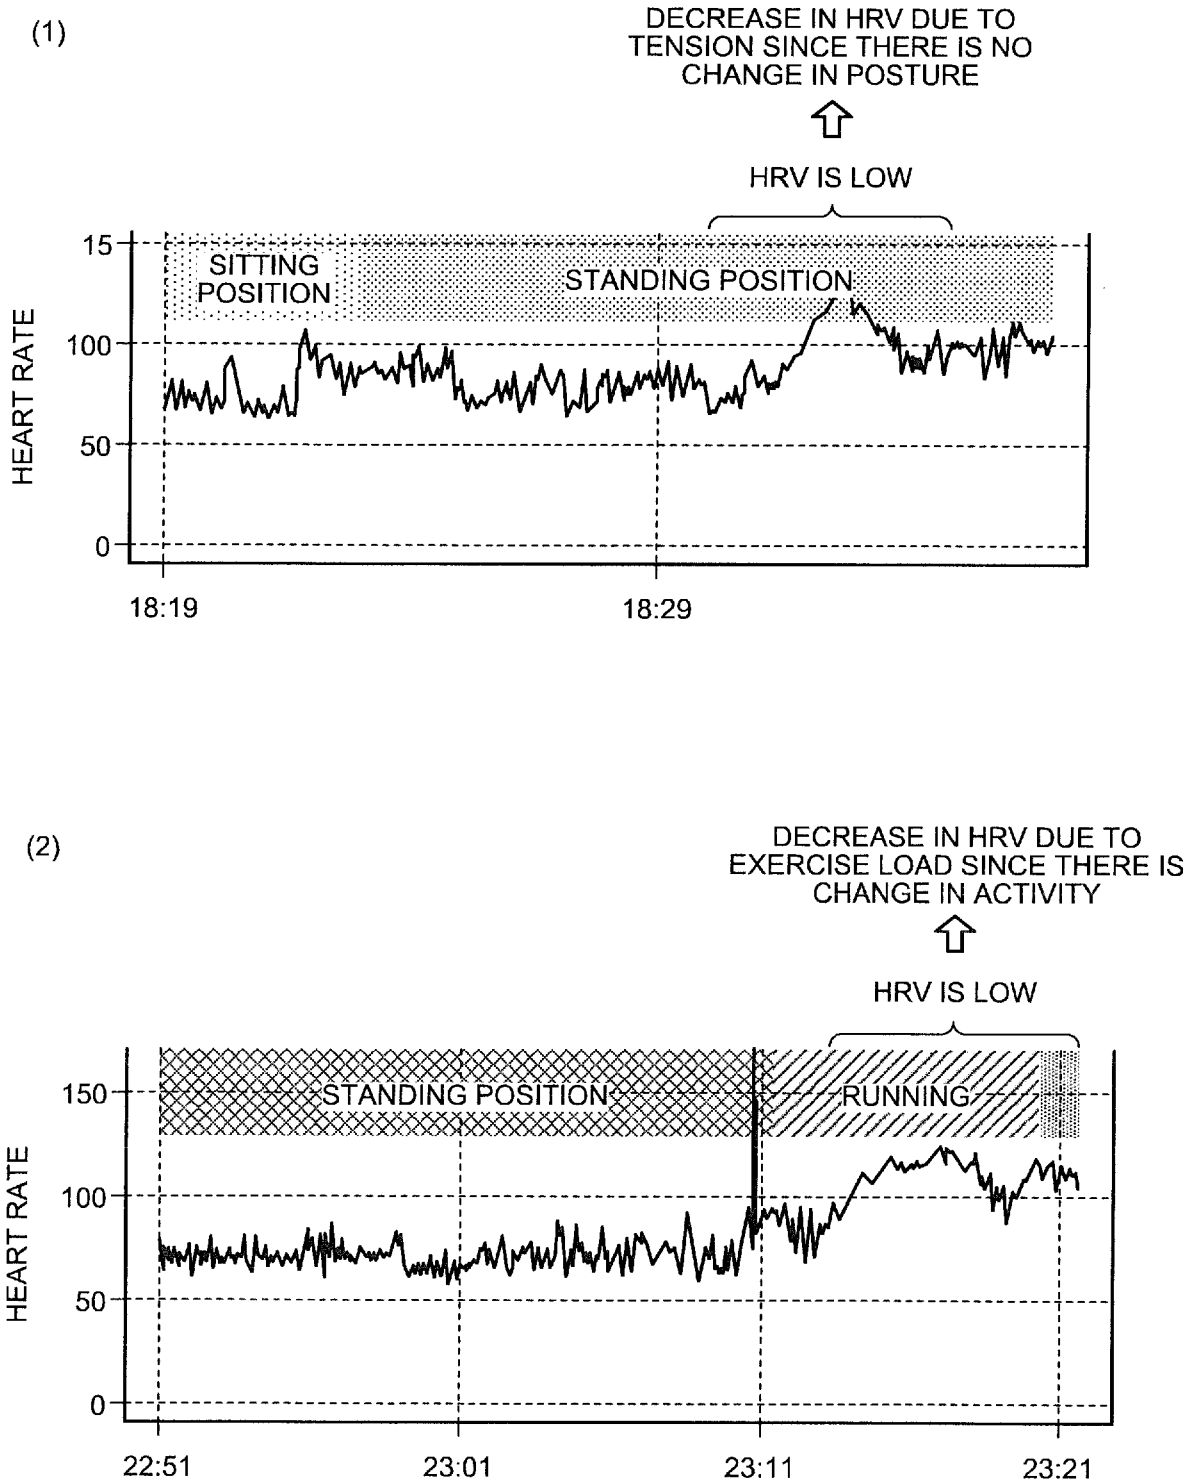 (1)
DECREASE IN HRV DUE TO
TENSION SINCE THERE IS NO
CHANGE IN POSTURE
HRV IS LOW
15
SITTING
POSITION
STANDING POSITION
100
HEART RATE
50
0
18:19
18:29
(2)
DECREASE IN HRV DUE TO
EXERCISE LOAD SINCE THERE IS
CHANGE IN ACTIVITY
HRV IS LOW
150
STANDING POSITION
RUNNING
100
HEART RATE
50
0
22:51
23:01
23:11
23:21